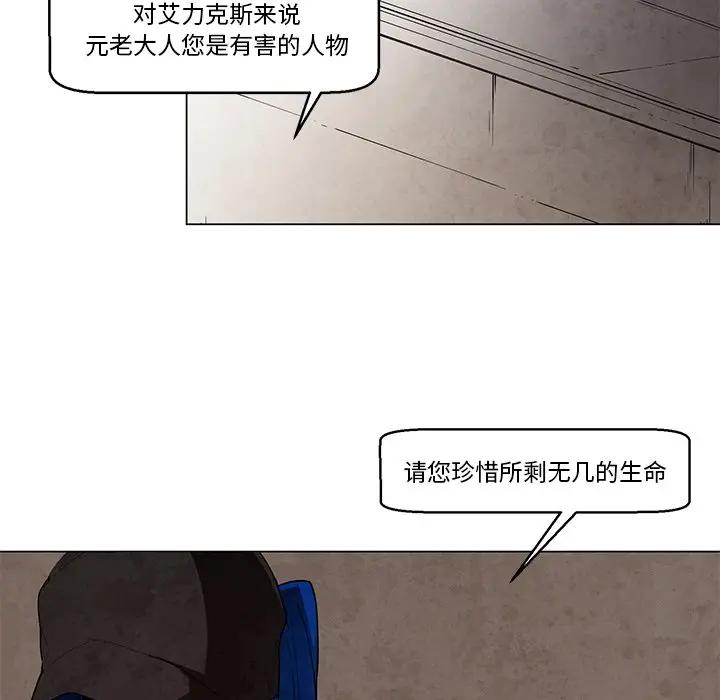 对艾力克斯来说
元老大人您是有害的人物
请您珍惜所剩无几的生命